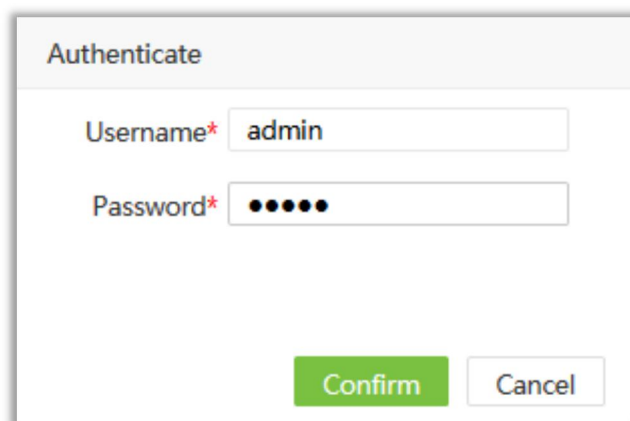 Authenticate
Username* admin
Password* •••••
Confirm Cancel